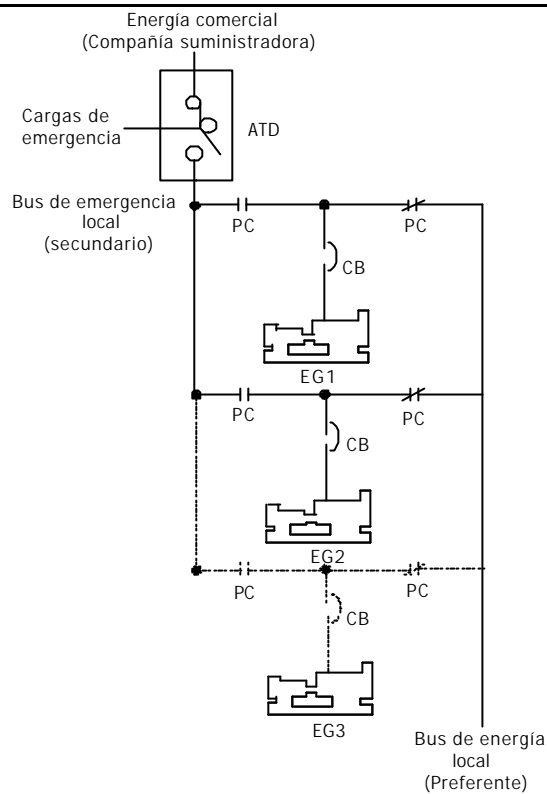 Energía comercial
(Compañía suministradora)
Cargas de
emergencia
ATD
Bus de emergencia
local
(secundario)
PC
PC
CB
EG1
PC
PC
CB
EG2
PC
PC
CB
EG3
Bus de energía
local
(Preferente)